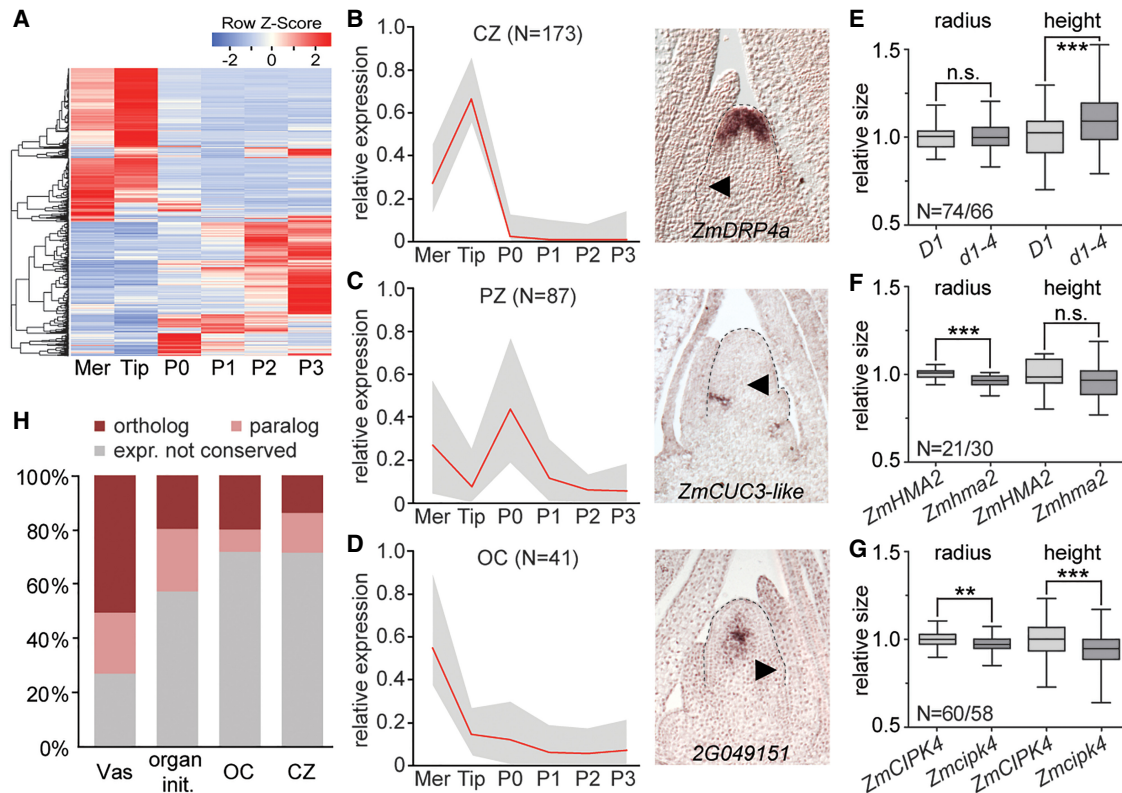 A
Row Z-Score
-2 0 2
Mer Tip P0 P1 P2 P3
B
CZ (N=173)
relative expression
1.0
0.8
0.6
0.4
0.2
0
Mer Tip P0 P1 P2 P3
ZmDRP4a
C
PZ (N=87)
relative expression
1.0
0.8
0.6
0.4
0.2
0
Mer Tip P0 P1 P2 P3
ZmCUC3-like
D
OC (N=41)
relative expression
1.0
0.8
0.6
0.4
0.2
0
Mer Tip P0 P1 P2 P3
2G049151
E
radius height
relative size
1.5
1.0
0.5
n.s.
***
N=74/66
D1 d1-4 D1 d1-4
F
radius height
relative size
1.5
1.0
0.5
***
n.s.
N=21/30
ZmHMA2 Zmhma2 ZmHMA2 Zmhma2
G
radius height
relative size
1.5
1.0
0.5
**
***
N=60/58
ZmCIPK4 Zmcipk4 ZmCIPK4 Zmcipk4
H
ortholog paralog
expr. not conserved
100%
80%
60%
40%
20%
0%
Vas organ init. OC CZ